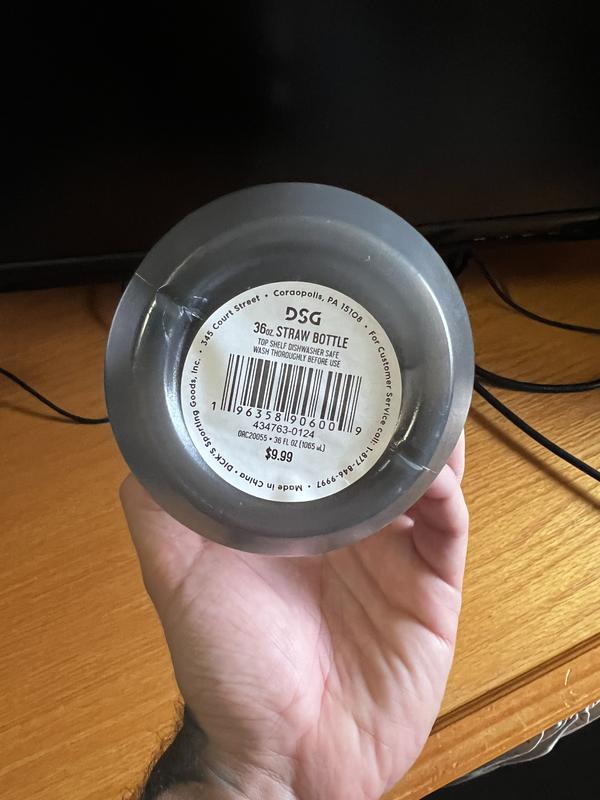 DSG
36oz. STRAW BOTTLE
TOP SHELF DISHWASHER SAFE
WASH THOROUGHLY BEFORE USE
1 96358 90600 9
434763-0124
DRC20055 • 36 FL OZ (1065 mL)
$9.99
Made in China • DICK'S Sporting Goods, Inc. • 345 Court Street • Coraopolis, PA 15108 • For Customer Service call: 1-877-846-9997 •